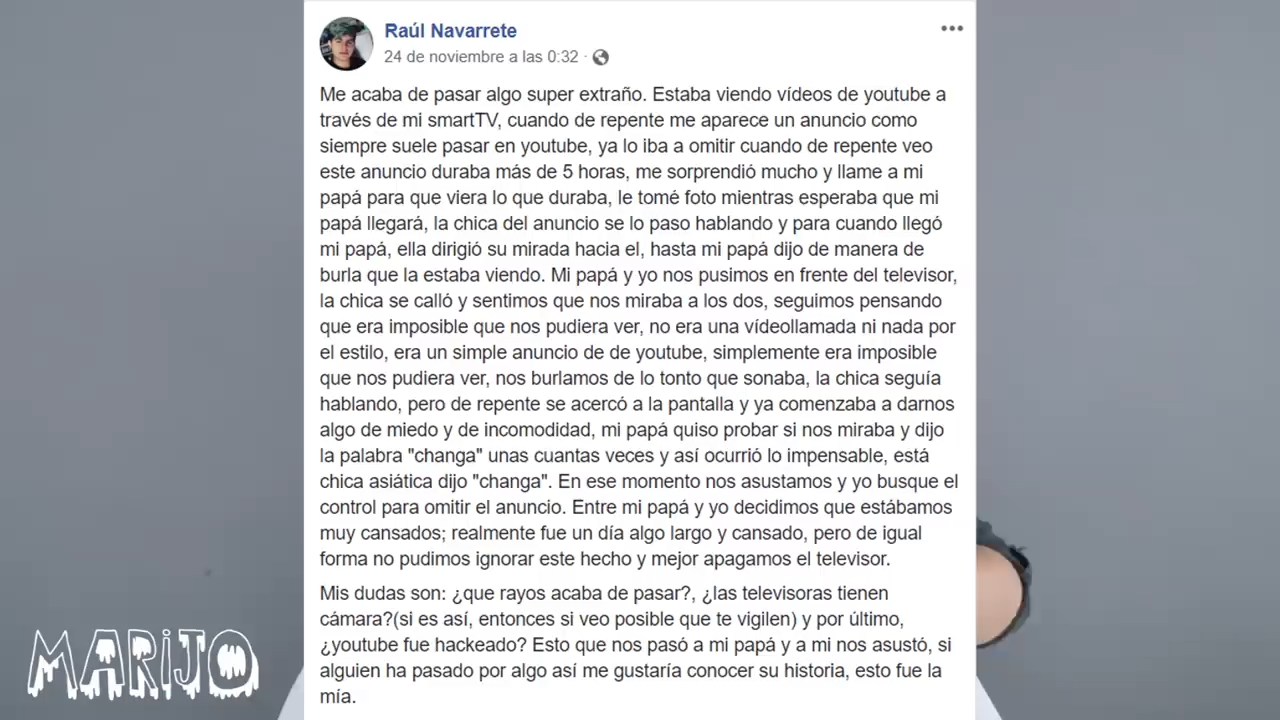 Raúl Navarrete
24 de noviembre a las 0:32 ·
Me acaba de pasar algo super extraño. Estaba viendo vídeos de youtube a
través de mi smartTV, cuando de repente me aparece un anuncio como
siempre suele pasar en youtube, ya lo iba a omitir cuando de repente veo
este anuncio duraba más de 5 horas, me sorprendió mucho y llame a mi
papá para que viera lo que duraba, le tomé foto mientras esperaba que mi
papá llegará, la chica del anuncio se lo paso hablando y para cuando llegó
mi papá, ella dirigió su mirada hacia el, hasta mi papá dijo de manera de
burla que la estaba viendo. Mi papá y yo nos pusimos en frente del televisor,
la chica se calló y sentimos que nos miraba a los dos, seguimos pensando
que era imposible que nos pudiera ver, no era una vídeollamada ni nada por
el estilo, era un simple anuncio de de youtube, simplemente era imposible
que nos pudiera ver, nos burlamos de lo tonto que sonaba, la chica seguía
hablando, pero de repente se acercó a la pantalla y ya comenzaba a darnos
algo de miedo y de incomodidad, mi papá quiso probar si nos miraba y dijo
la palabra "changa" unas cuantas veces y así ocurrió lo impensable, está
chica asiática dijo "changa". En ese momento nos asustamos y yo busque el
control para omitir el anuncio. Entre mi papá y yo decidimos que estábamos
muy cansados; realmente fue un día algo largo y cansado, pero de igual
forma no pudimos ignorar este hecho y mejor apagamos el televisor.
Mis dudas son: ¿que rayos acaba de pasar?, ¿las televisoras tienen
cámara?(si es así, entonces si veo posible que te vigilen) y por último,
¿youtube fue hackeado? Esto que nos pasó a mi papá y a mi nos asustó, si
alguien ha pasado por algo así me gustaría conocer su historia, esto fue la
mía.
MARiJO